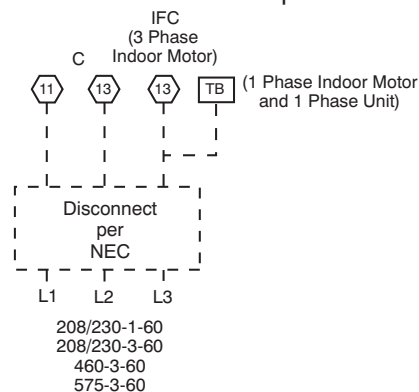 IFC
(3 Phase
Indoor Motor)
C
11 13 13 TB
(1 Phase Indoor Motor
and 1 Phase Unit)
Disconnect
per
NEC
L1 L2 L3
208/230-1-60
208/230-3-60
460-3-60
575-3-60